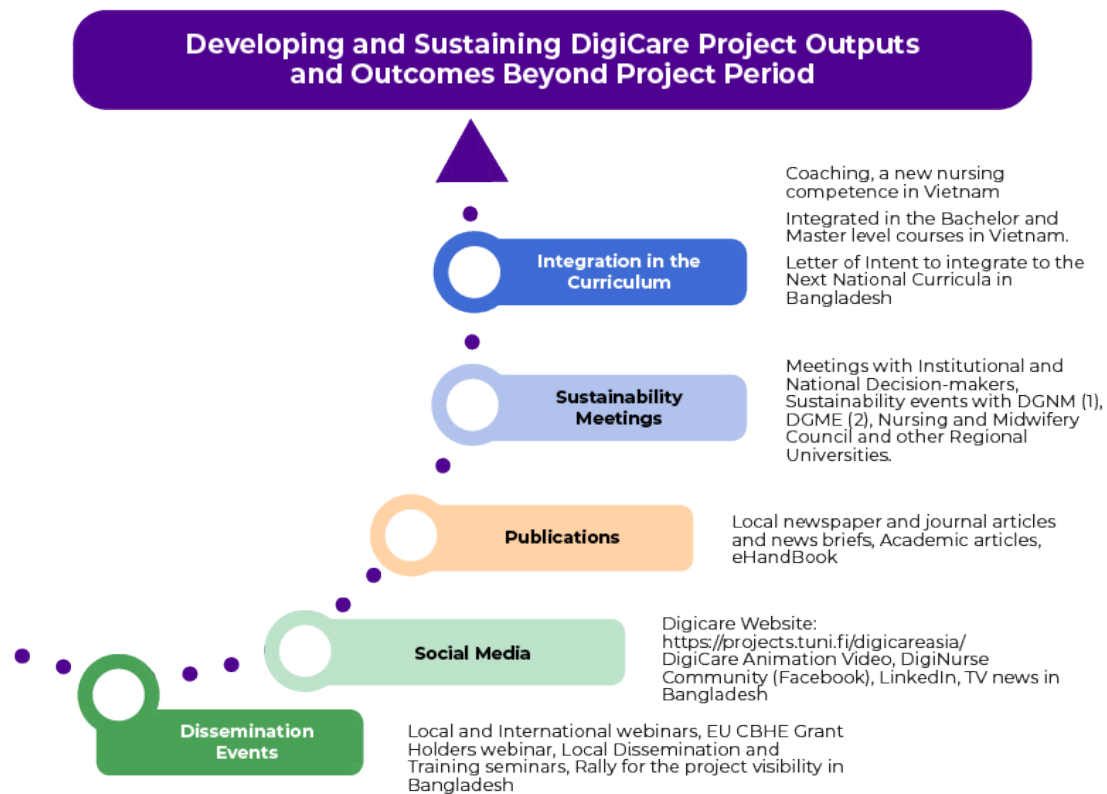 Developing and Sustaining DigiCare Project Outputs
and Outcomes Beyond Project Period
Coaching, a new nursing
competence in Vietnam
Integrated in the Bachelor and
Master level courses in Vietnam.
Letter of Intent to integrate to the
Next National Curricula in
Bangladesh
Integration in the
Curriculum
Meetings with Institutional and
National Decision-makers,
Sustainability events with DGNM (1),
DGME (2), Nursing and Midwifery
Council and other Regional
Universities.
Sustainability
Meetings
Publications
Local newspaper and journal articles
and news briefs, Academic articles,
eHandBook
Social Media
Digicare Website:
https://projects.tuni.fi/digicareasia/
DigiCare Animation Video, DigiNurse
Community (Facebook), LinkedIn, TV news in
Bangladesh
Dissemination
Events
Local and International webinars, EU CBHE Grant
Holders webinar, Local Dissemination and
Training seminars, Rally for the project visibility in
Bangladesh